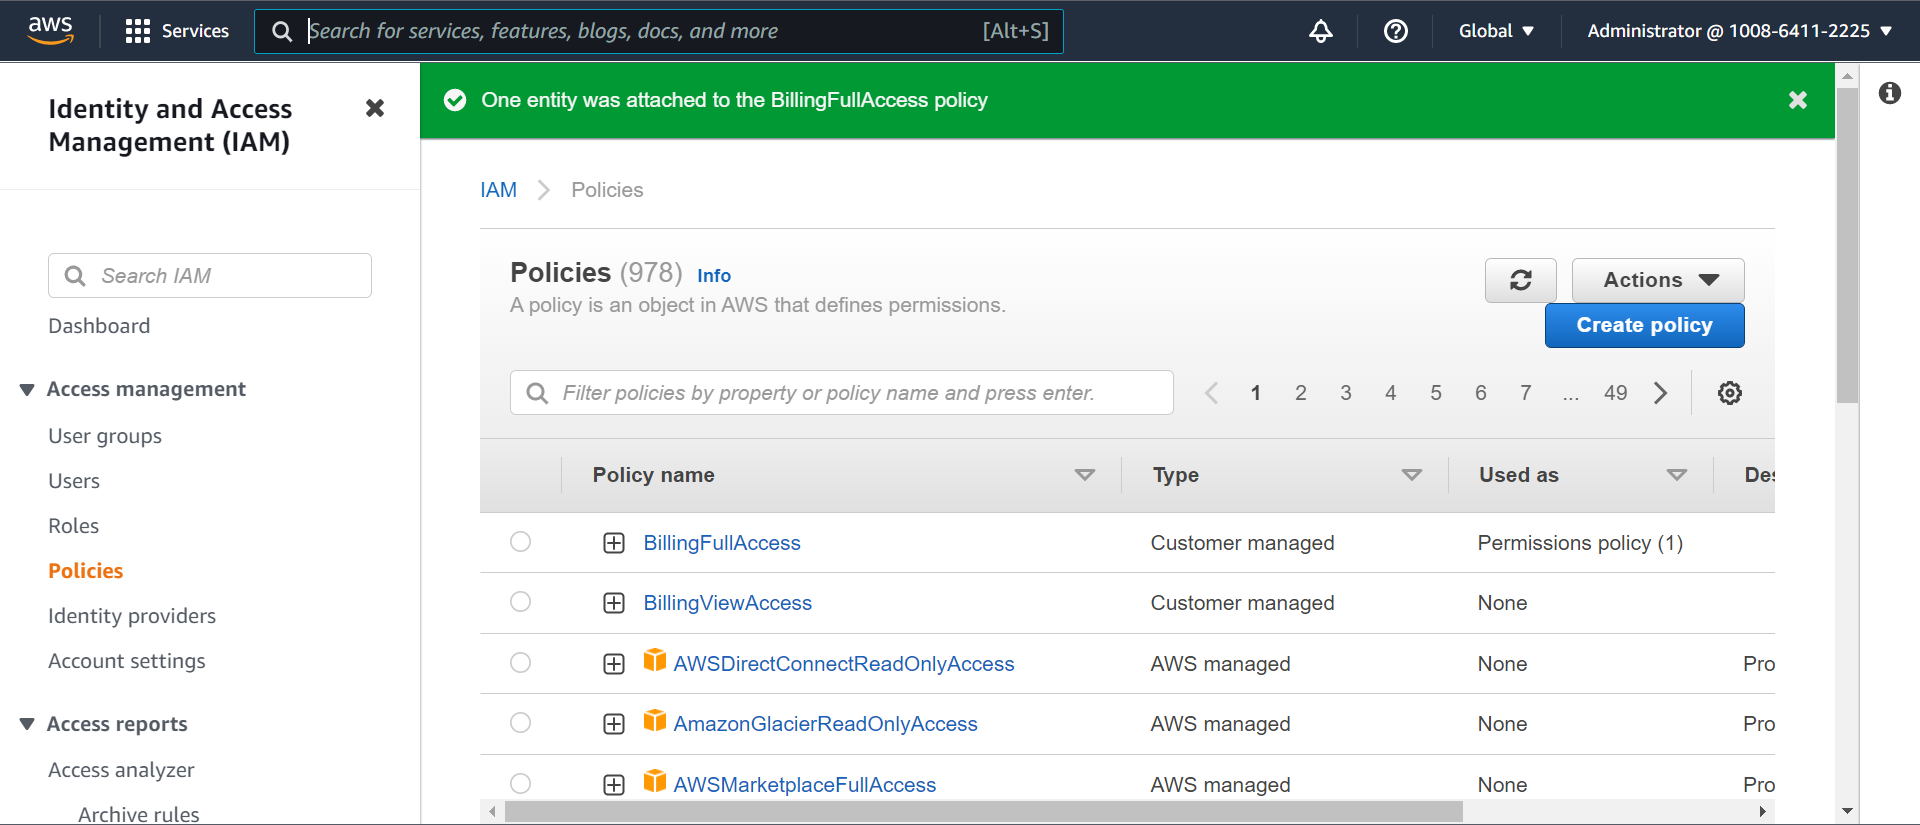 aws Services Search for services, features, blogs, docs, and more [Alt+S] Global Administrator @ 1008-6411-2225
Identity and Access
Management (IAM)
Search IAM
Dashboard
Access management
User groups
Users
Roles
Policies
Identity providers
Account settings
Access reports
Access analyzer
Archive rules
One entity was attached to the BillingFullAccess policy
IAM Policies
Policies (978) Info
A policy is an object in AWS that defines permissions.
Actions
Create policy
Filter policies by property or policy name and press enter. 1 2 3 4 5 6 7 ... 49
Policy name Type Used as Des
BillingFullAccess Customer managed Permissions policy (1)
BillingViewAccess Customer managed None
AWSDirectConnectReadOnlyAccess AWS managed None Pro
AmazonGlacierReadOnlyAccess AWS managed None Pro
AWSMarketplaceFullAccess AWS managed None Pro